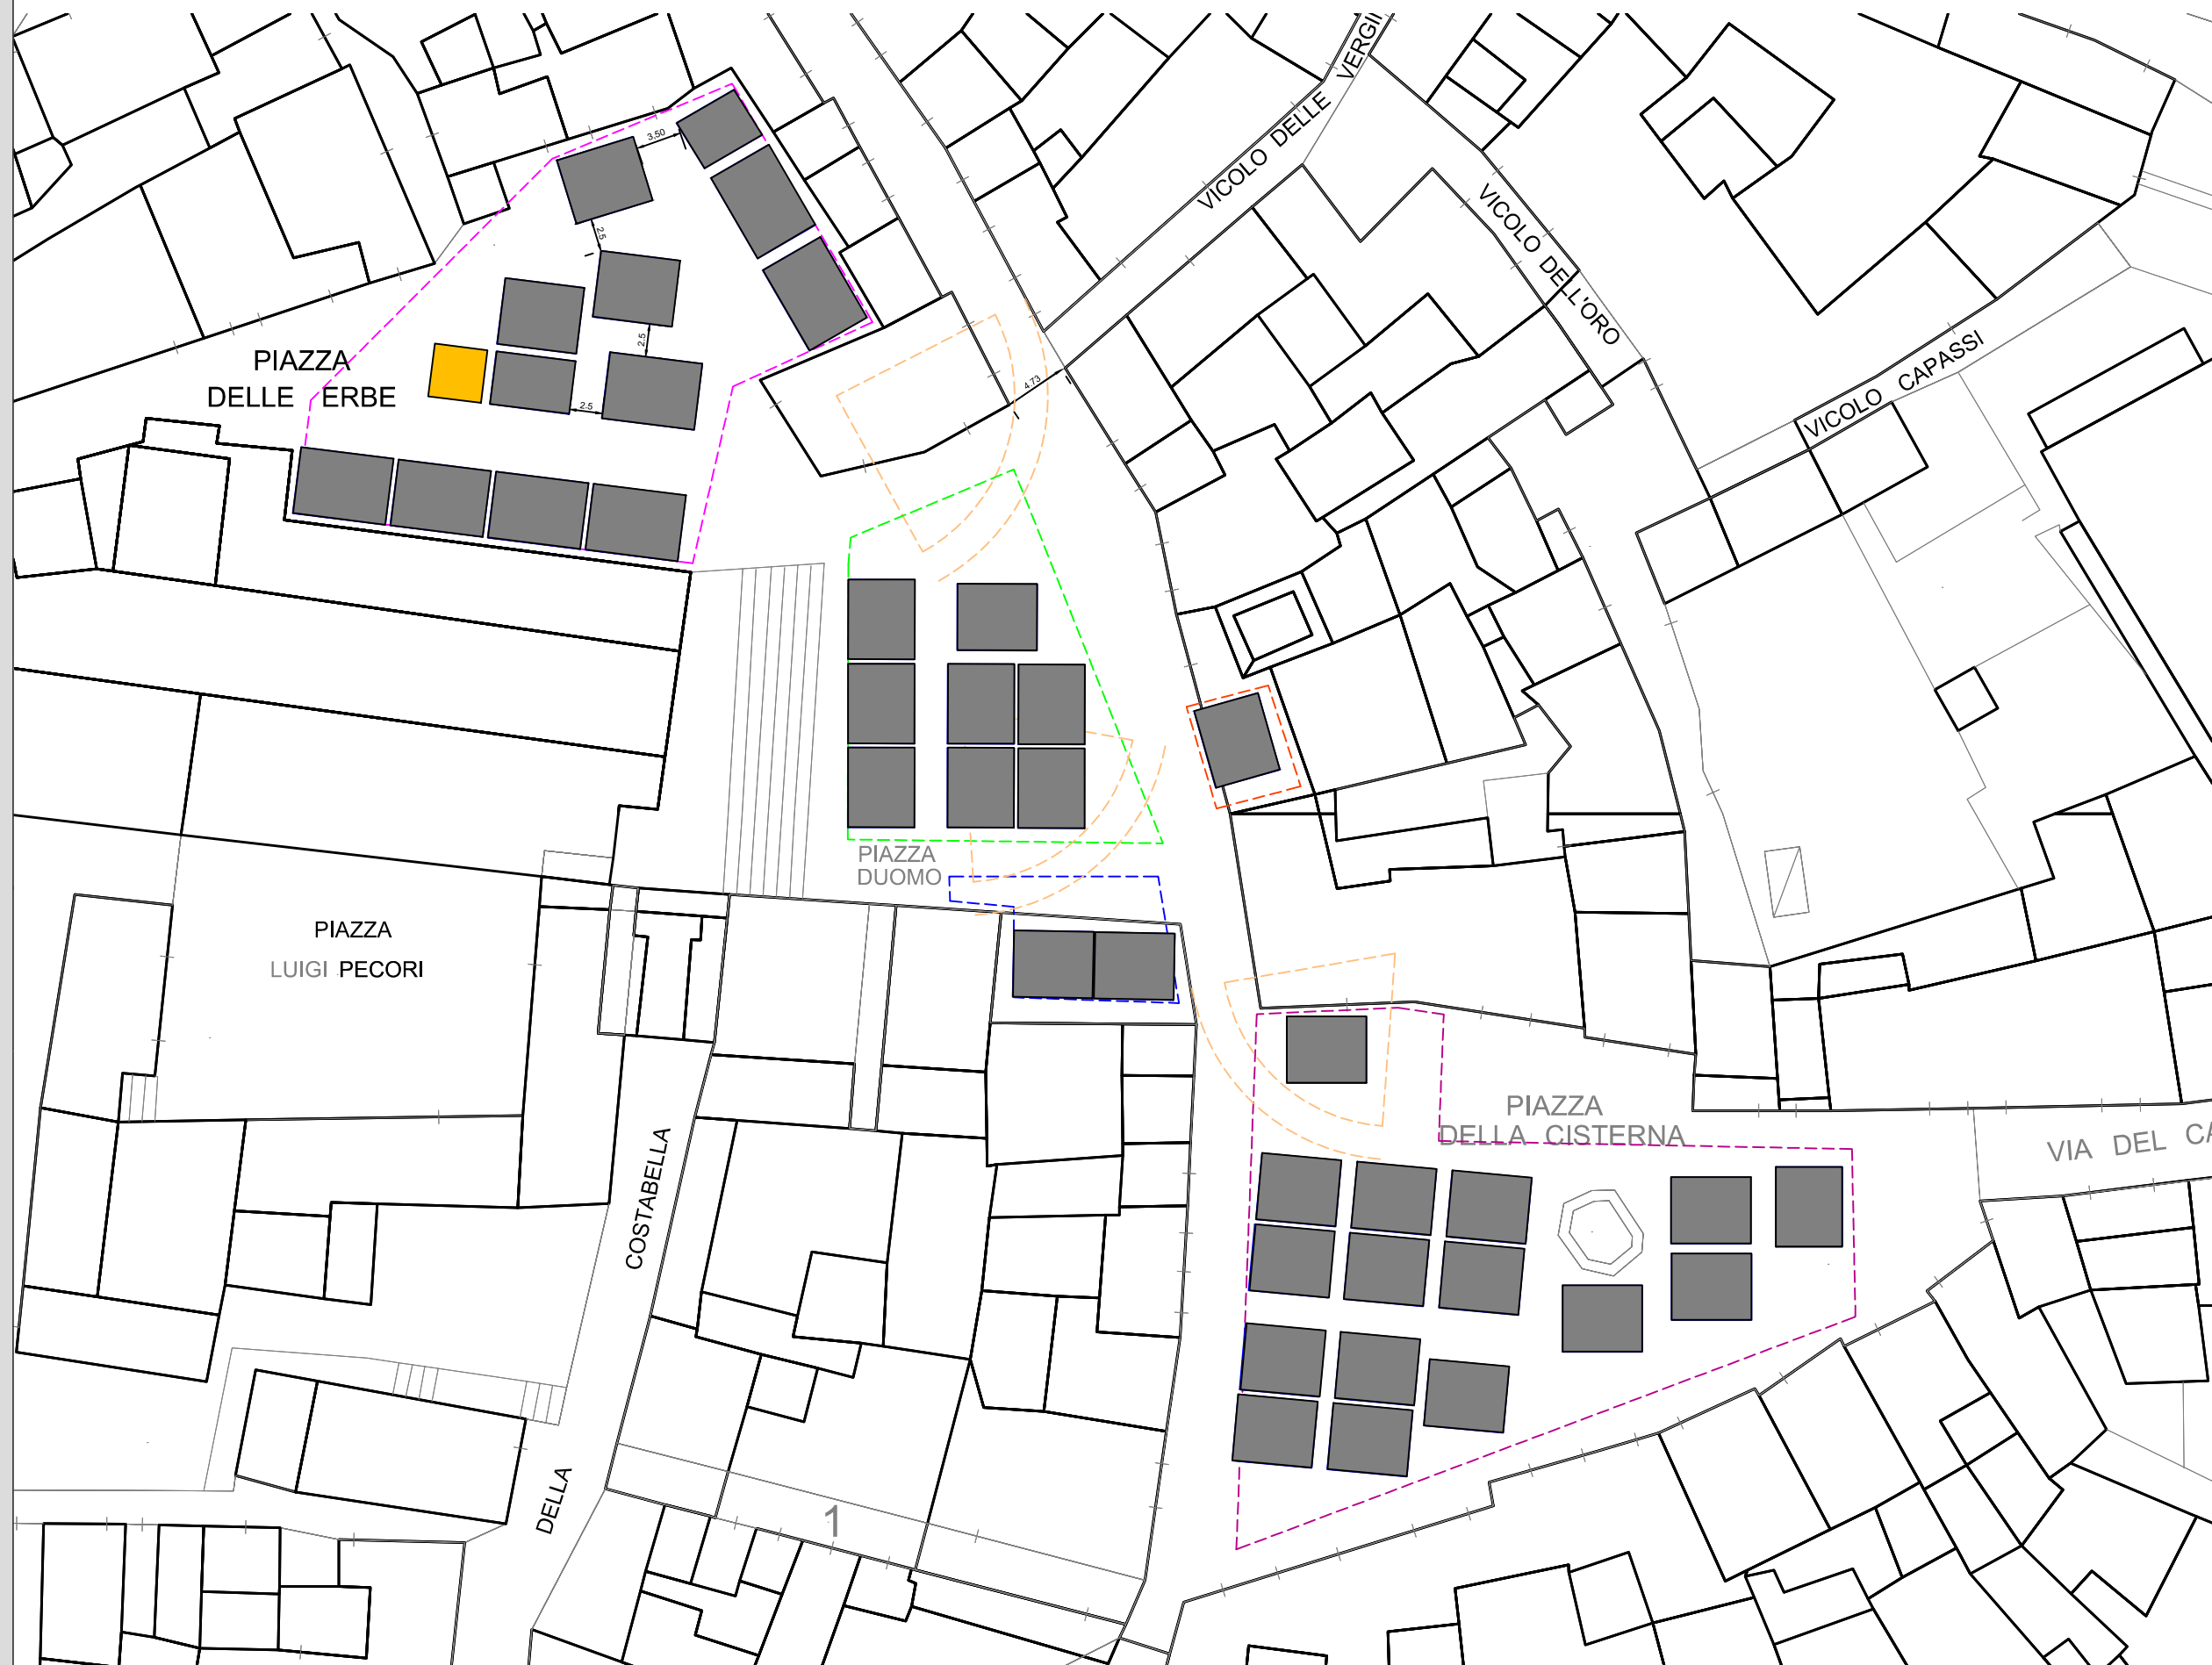 VICOLO DELLE VERGI
3.50
VICOLO DELL'ORO
2.5
2.5
PIAZZA
DELLE ERBE
4.73
VICOLO CAPASSI
2.5
PIAZZA
DUOMO
PIAZZA
LUIGI PECORI
PIAZZA
DELLA CISTERNA
VIA DEL CA
COSTABELLA
DELLA
1